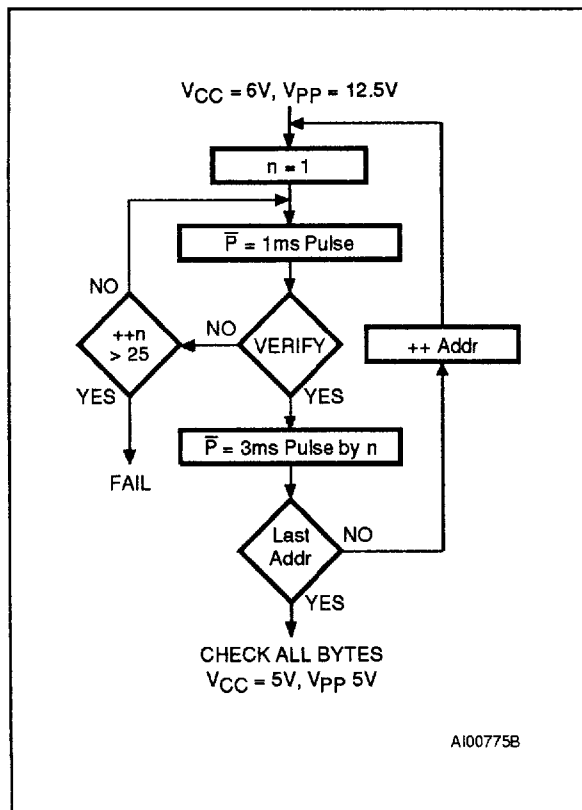 VCC = 6V, VPP = 12.5V
n = 1
P̅ = 1ms Pulse
NO
++n
> 25
NO
VERIFY
++ Addr
YES
YES
P̅ = 3ms Pulse by n
FAIL
Last
Addr
NO
YES
CHECK ALL BYTES
VCC = 5V, VPP 5V
AI00775B